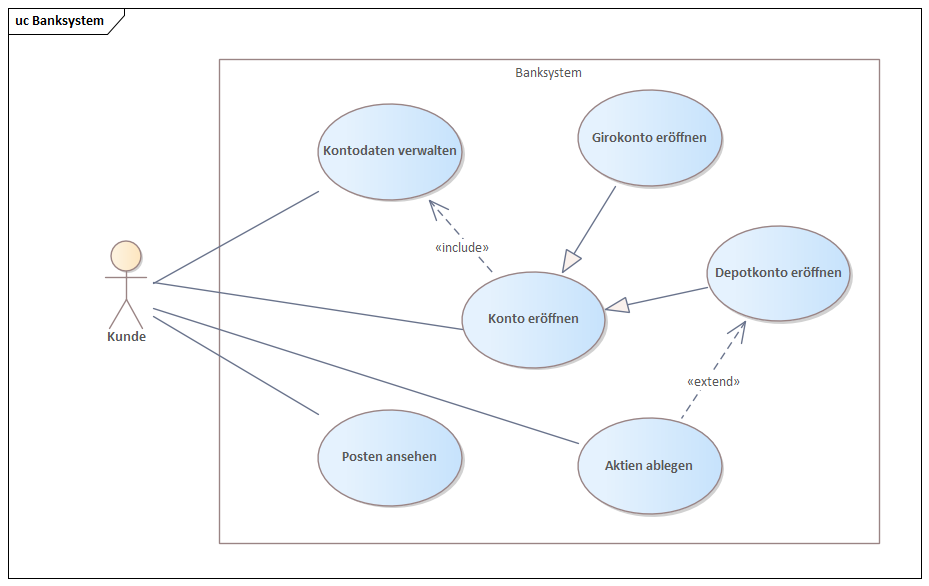 uc Banksystem
Banksystem
Girokonto eröffnen
Kontodaten verwalten
«include»
Depotkonto eröffnen
Konto eröffnen
Kunde
«extend»
Posten ansehen
Aktien ablegen